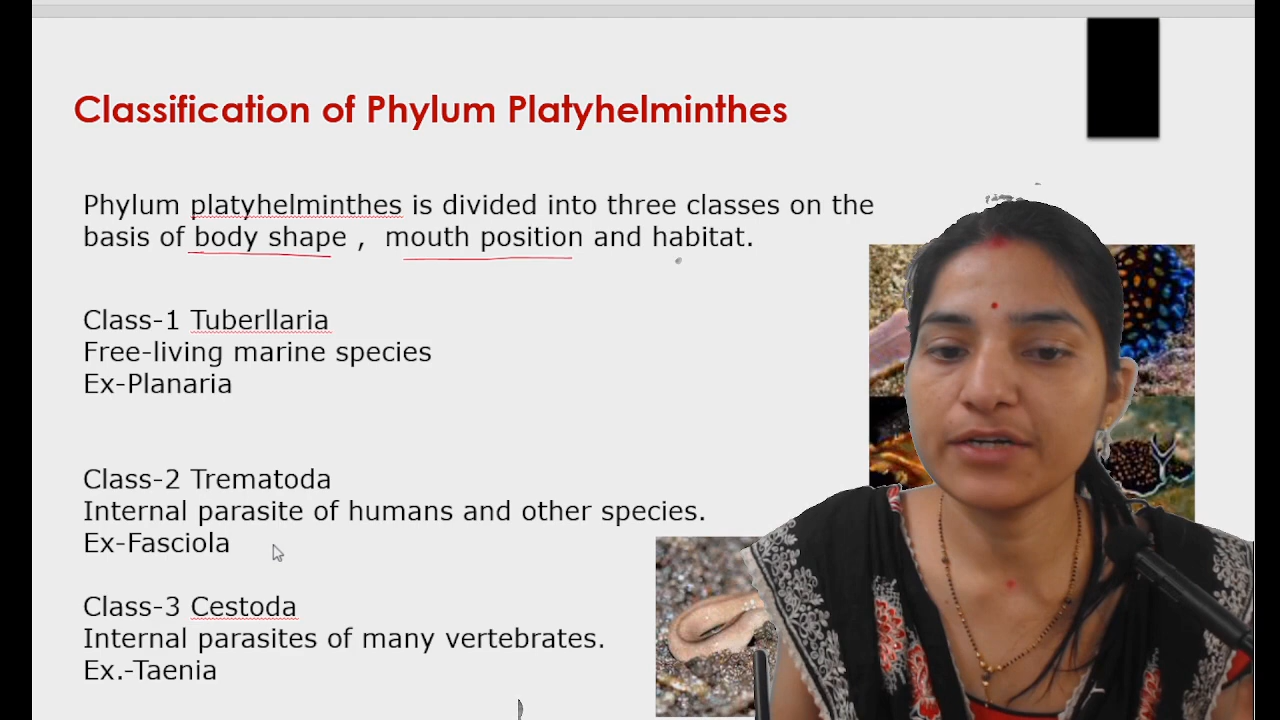 Classification of Phylum Platyhelminthes
Phylum platyhelminthes is divided into three classes on the
basis of body shape , mouth position and habitat.
Class-1 Tuberllaria
Free-living marine species
Ex-Planaria
Class-2 Trematoda
Internal parasite of humans and other species.
Ex-Fasciola
Class-3 Cestoda
Internal parasites of many vertebrates.
Ex.-Taenia